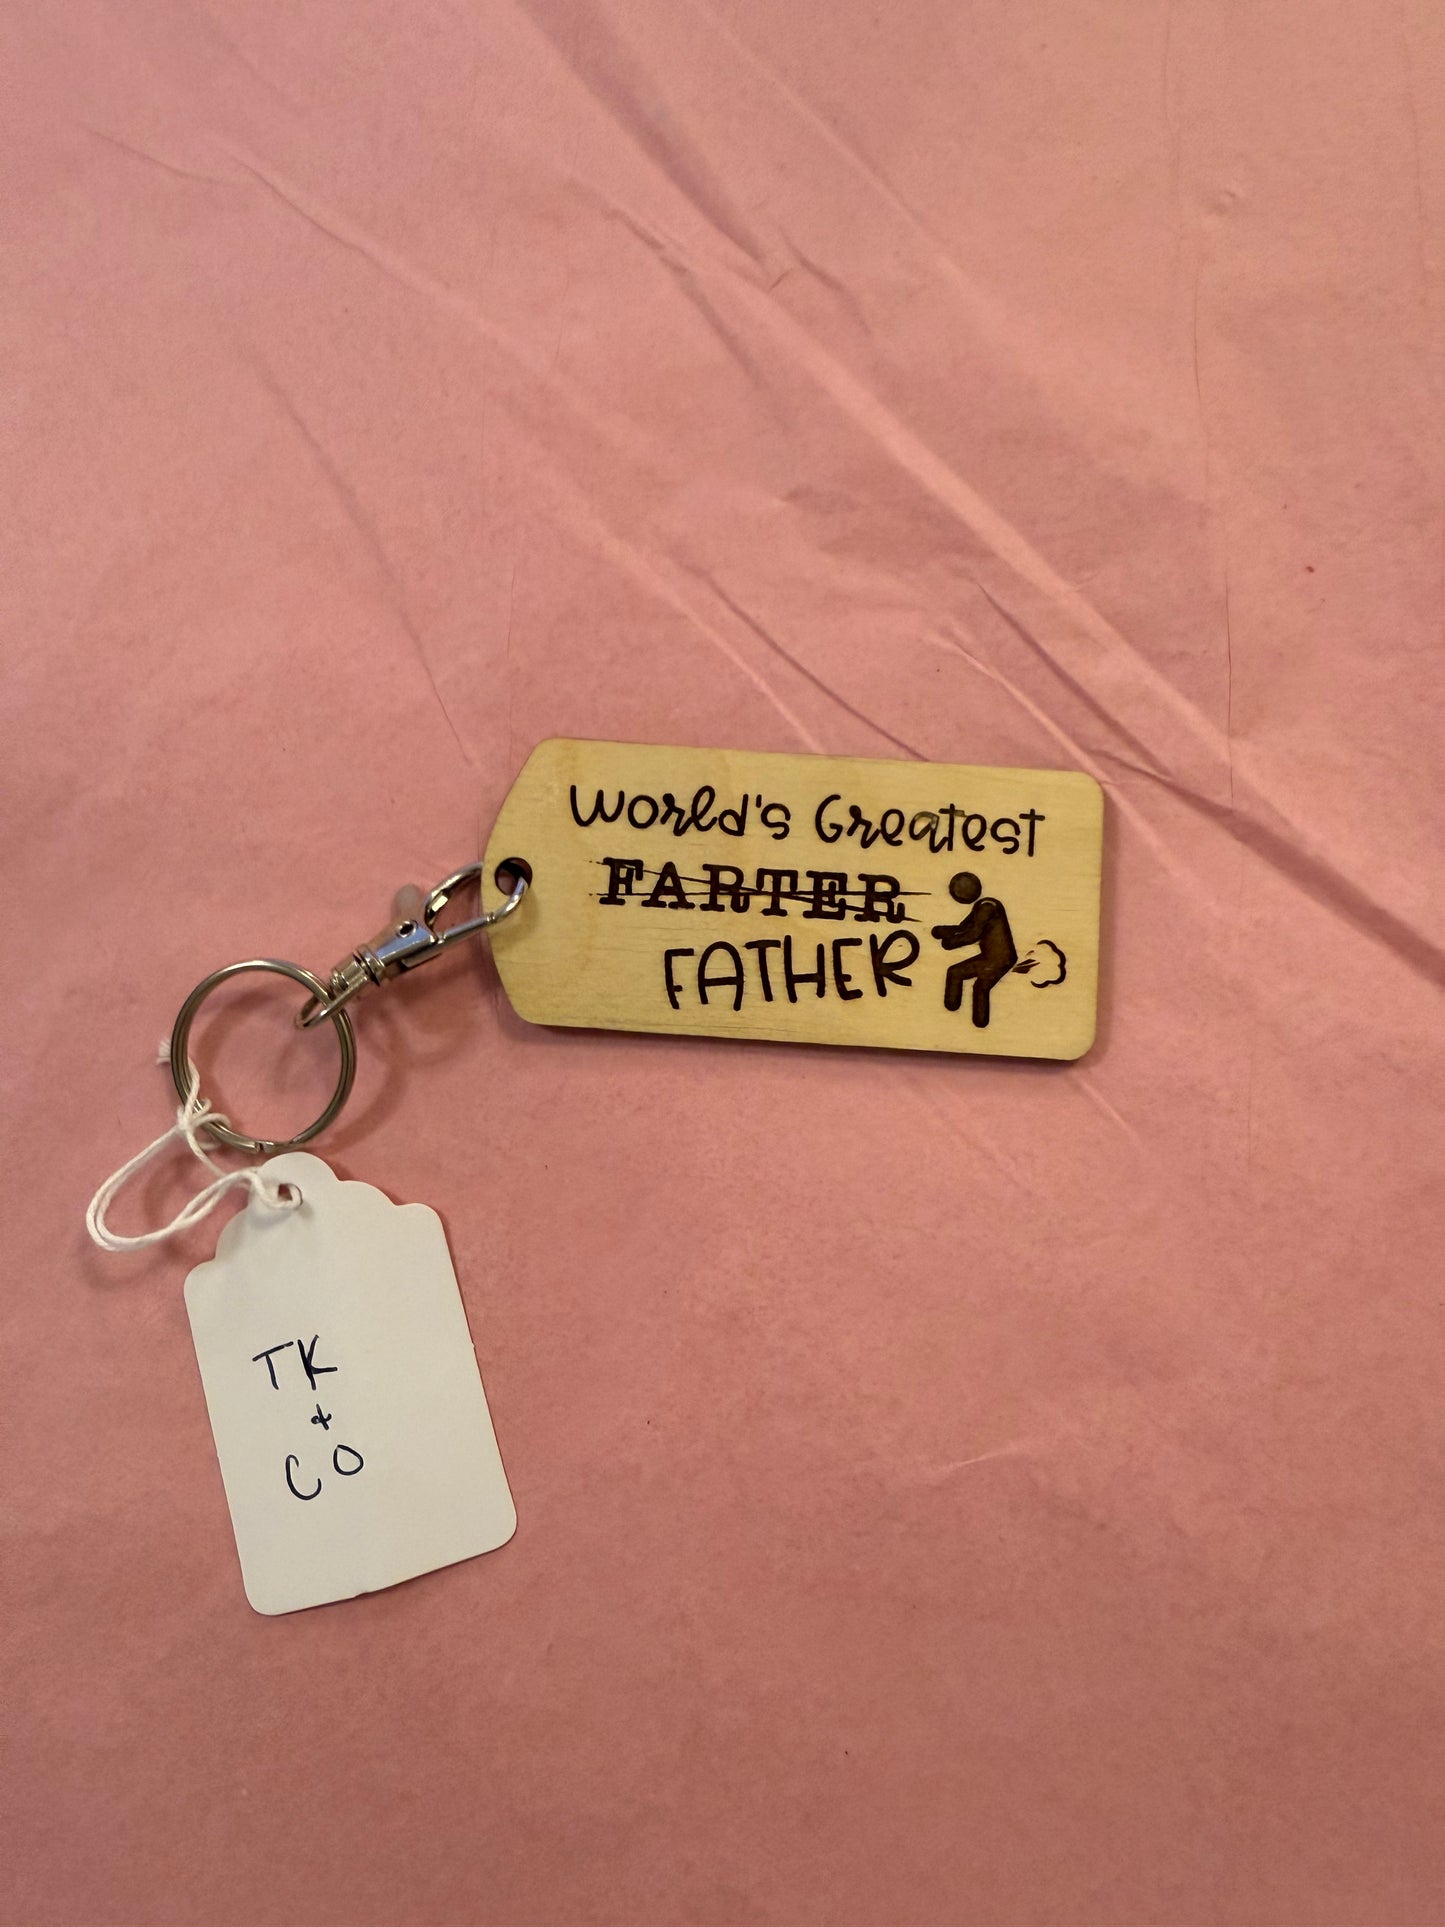 World's Greatest
FARTER
FATHER
TK
+
CO